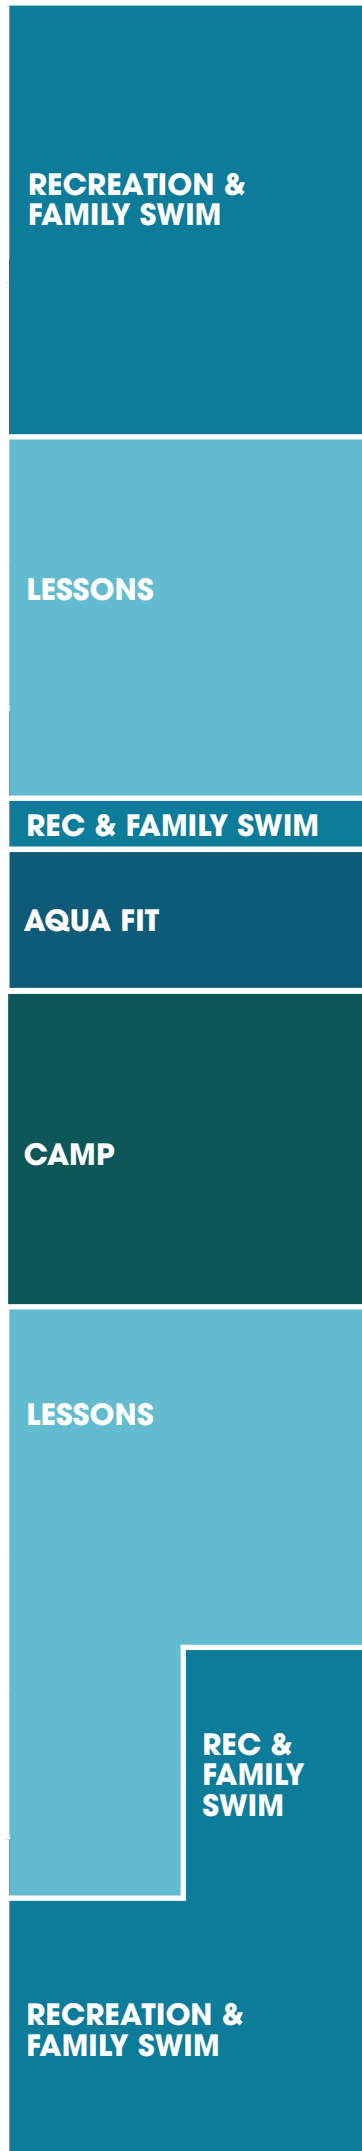 RECREATION &
FAMILY SWIM
LESSONS
REC & FAMILY SWIM
AQUA FIT
CAMP
LESSONS
REC &
FAMILY
SWIM
RECREATION &
FAMILY SWIM